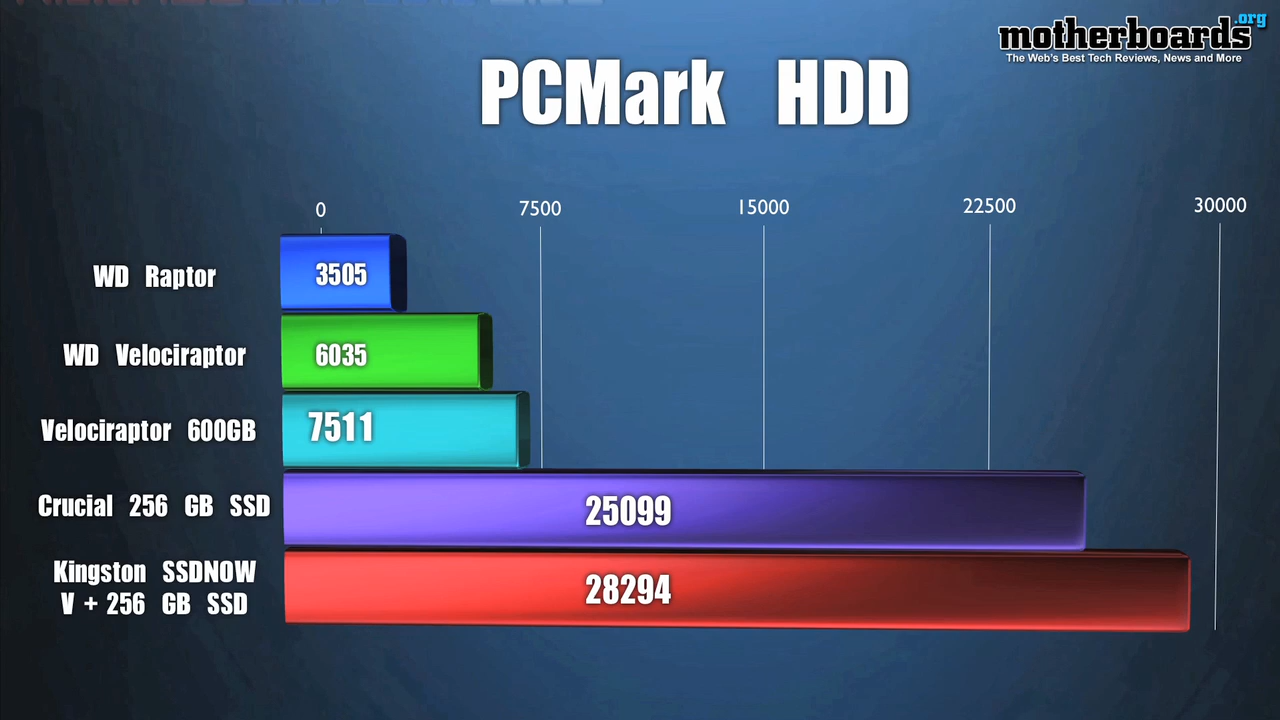 motherboards.org
The Web's Best Tech Reviews, News and More
PCMark HDD
0 7500 15000 22500 30000
WD Raptor 3505
WD Velociraptor 6035
Velociraptor 600GB 7511
Crucial 256 GB SSD 25099
Kingston SSDNOW
V + 256 GB SSD 28294